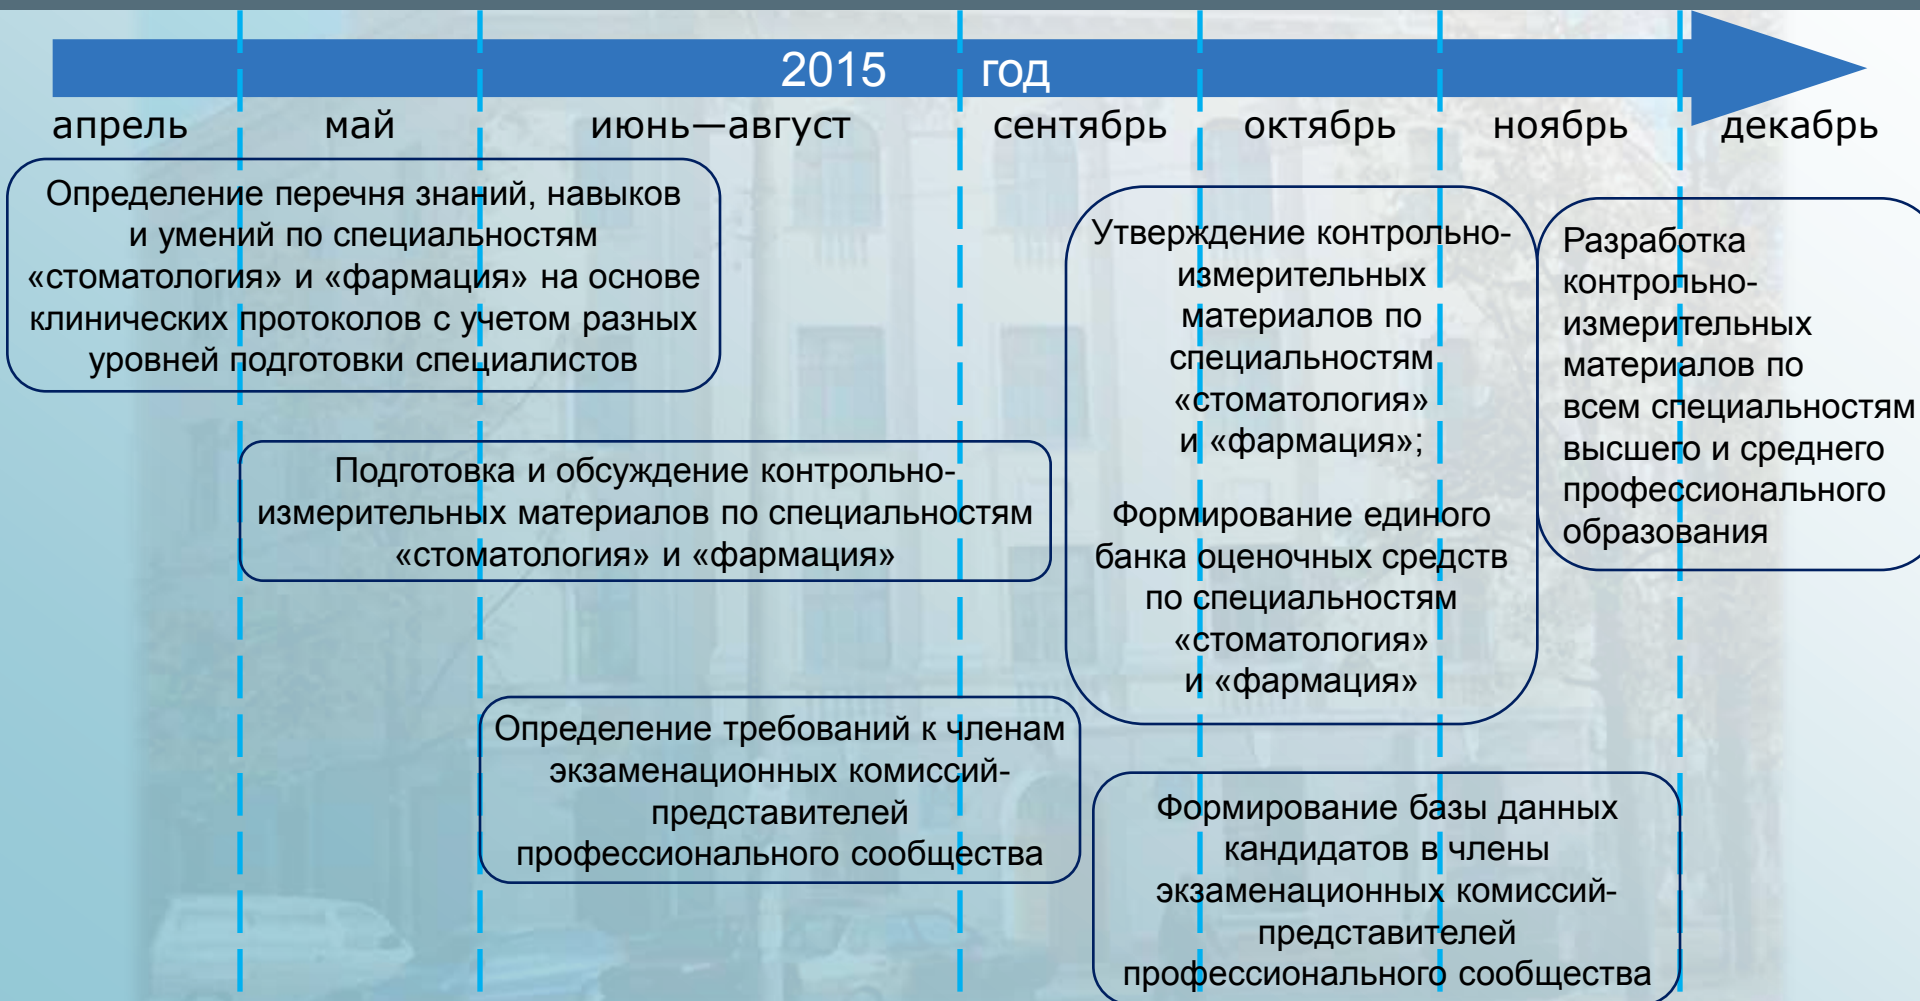 2015 год
апрель
май
июнь—август
сентябрь
октябрь
ноябрь
декабрь
Определение перечня знаний, навыков
и умений по специальностям
«стоматология» и «фармация» на основе
клинических протоколов с учетом разных
уровней подготовки специалистов
Подготовка и обсуждение контрольно-
измерительных материалов по специальностям
«стоматология» и «фармация»
Определение требований к членам
экзаменационных комиссий-
представителей
профессионального сообщества
Утверждение контрольно-
измерительных
материалов по
специальностям
«стоматология»
и «фармация»;
Формирование единого
банка оценочных средств
по специальностям
«стоматология»
и «фармация»
Формирование базы данных
кандидатов в члены
экзаменационных комиссий-
представителей
профессионального сообщества
Разработка
контрольно-
измерительных
материалов по
всем специальностям
высшего и среднего
профессионального
образования